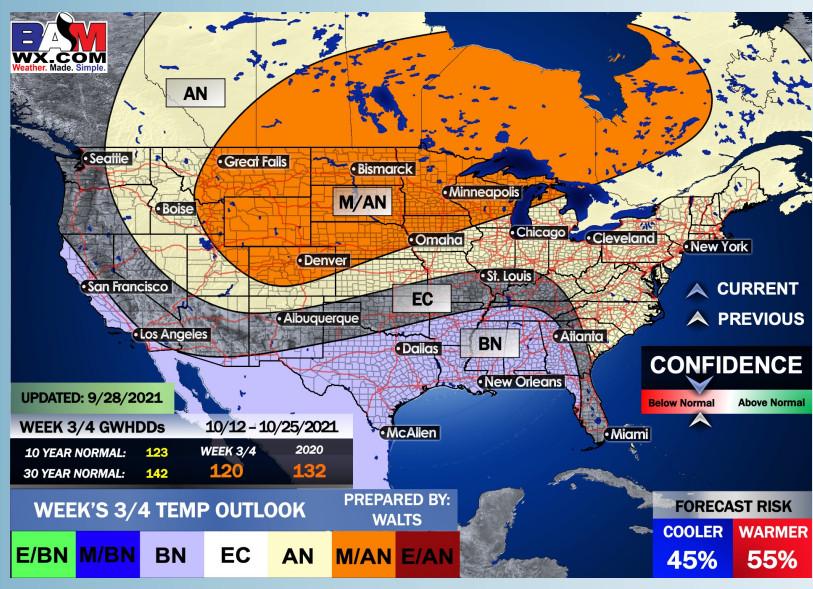 BAM
WX.COM
Weather. Made. Simple.
AN
Seattle
Great Falls
Bismarck
Minneapolis
M/AN
Boise
Omaha
Chicago
Cleveland
New York
Denver
St. Louis
San Francisco
EC
CURRENT
Albuquerque
PREVIOUS
Los Angeles
Dallas
BN
Atlanta
CONFIDENCE
New Orleans
Below Normal
Above Normal
McAllen
Miami
UPDATED: 9/28/2021
WEEK 3/4 GWHDDs 10/12 - 10/25/2021
10 YEAR NORMAL: 123 WEEK 3/4 2020
30 YEAR NORMAL: 142 120 132
WEEK'S 3/4 TEMP OUTLOOK
PREPARED BY:
WALTS
E/BN M/BN BN EC AN M/AN E/AN
FORECAST RISK
COOLER WARMER
45% 55%